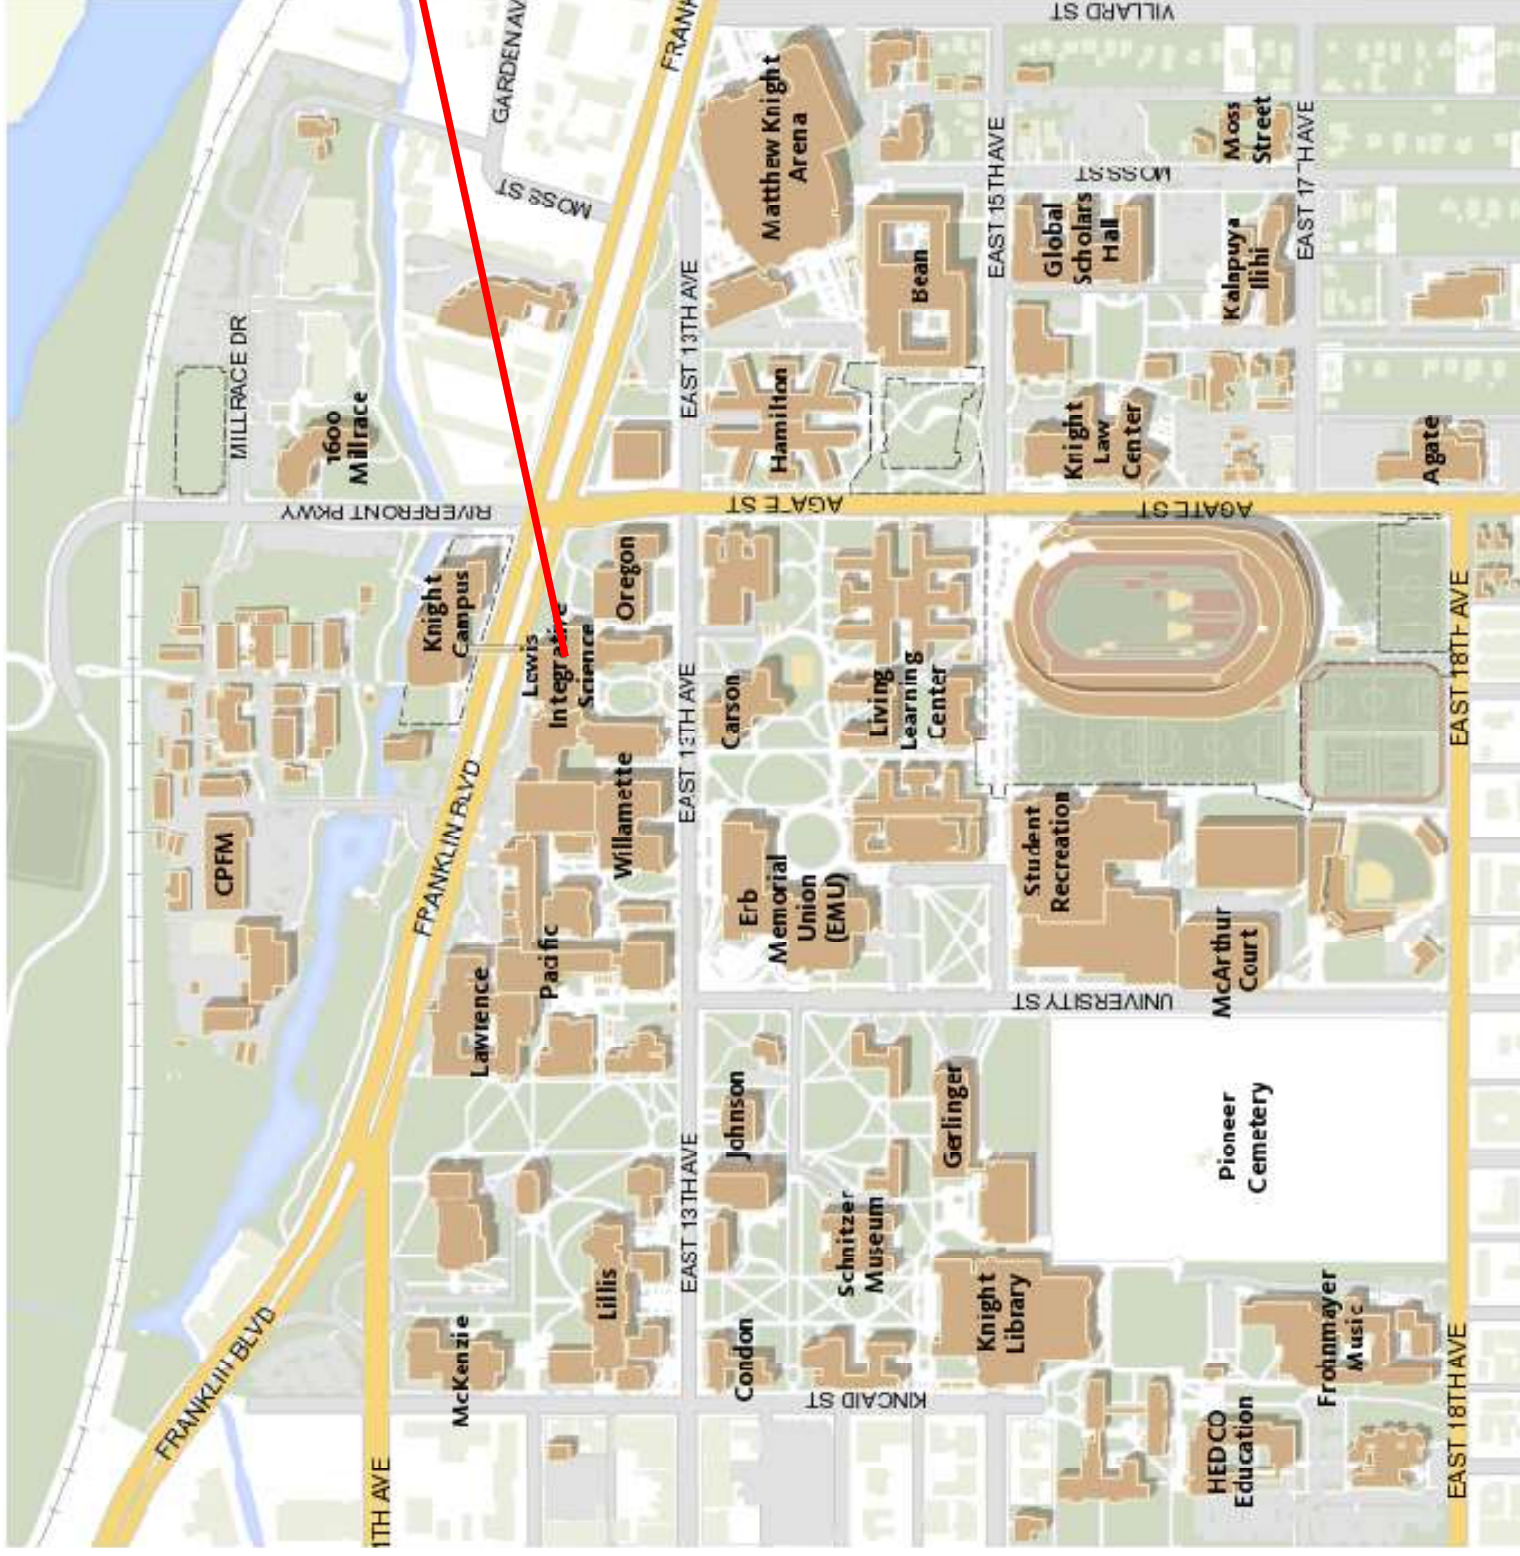 FRANKLIN BLVD
1TH AVE
McKenzie
Lillis
EAST 13TH AVE
Condon
KINCAID ST
Schnitzer
Museum
Knight
Library
HEDCO
Education
Frohnmayer
Music
EAST 18TH AVE
Johnson
Gerlinger
Pioneer
Cemetery
Lawrence
Pacific
FRANKLIN BLVD
CPFM
Willamette
Erb
Memorial
Union
(EMU)
UNIVERSITY ST
Student
Recreation
McArthur
Court
Lewis
Integrative
Science
Knight
Campus
Oregon
EAST 13TH AVE
Carson
Living
Learning
Center
EAST 18TH AVE
RIVERFRONT PKWY
AGATE ST
AGATE ST
1600
Millrace
MILLRACE DR
Hamilton
EAST 13TH AVE
Knight
Law
Center
Agate
Bean
Global
Scholars
Hall
Kalapuya
Ilihi
MOSS ST
MOSS ST
Matthew Knight
Arena
EAST 15TH AVE
Moss
Street
EAST 17TH AVE
GARDEN AV
FRANK
VILLARD ST